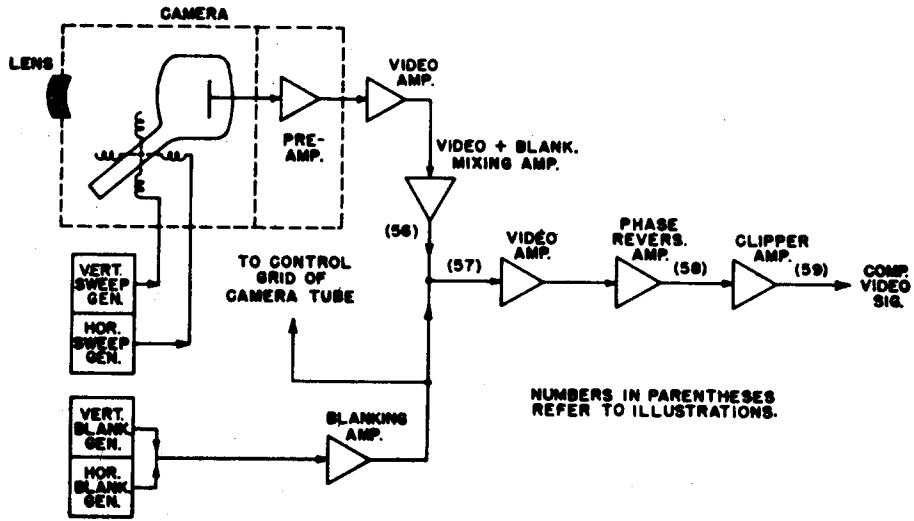 CAMERA
LENS
PRE-
AMP.
VIDEO
AMP.
VIDEO + BLANK.
MIXING AMP.
(56)
(57)
VIDEO
AMP.
PHASE
REVERS.
AMP.
(58)
CLIPPER
AMP.
(59)
COMP.
VIDEO
SIG.
TO CONTROL
GRID OF
CAMERA TUBE
VERT.
SWEEP
GEN.
HOR.
SWEEP
GEN.
NUMBERS IN PARENTHESES
REFER TO ILLUSTRATIONS.
VERT.
BLANK
GEN.
HOR.
BLANK
GEN.
BLANKING
AMP.